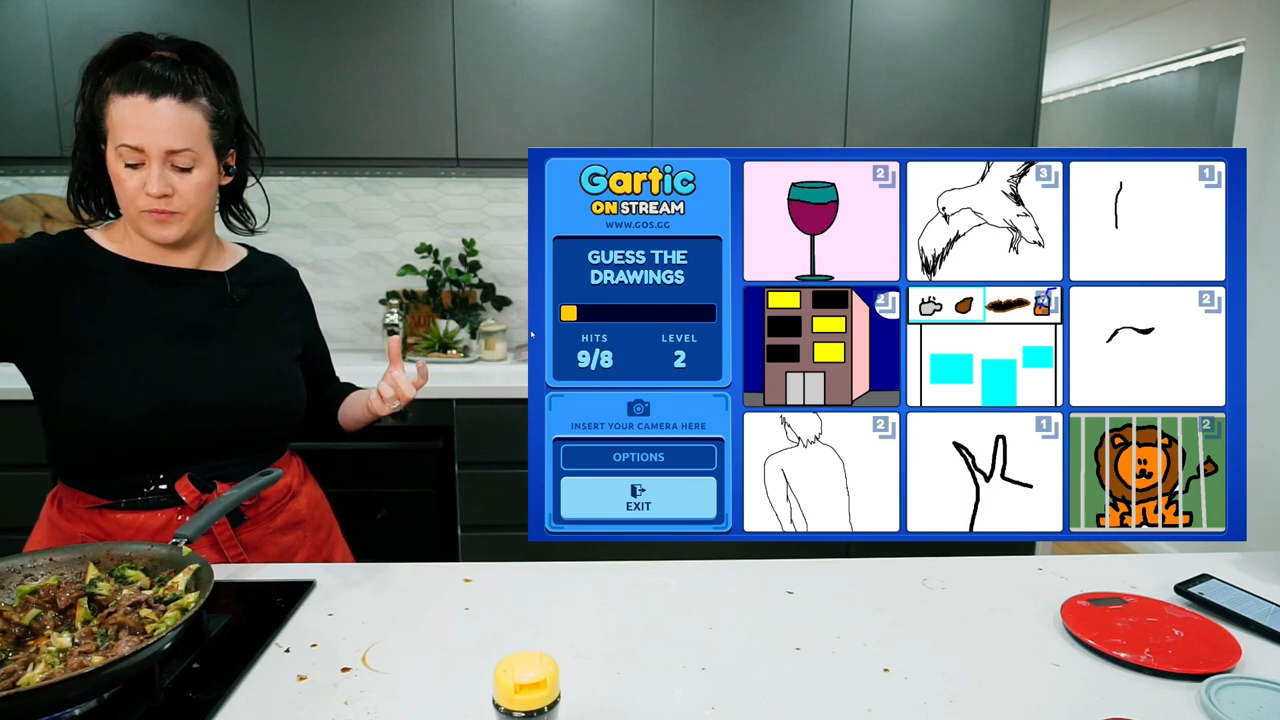 Gartic
ON STREAM
WWW.GOS.GG
GUESS THE
DRAWINGS
HITS
LEVEL
9/8
2
INSERT YOUR CAMERA HERE
OPTIONS
EXIT
2
3
1
2
2
1
2